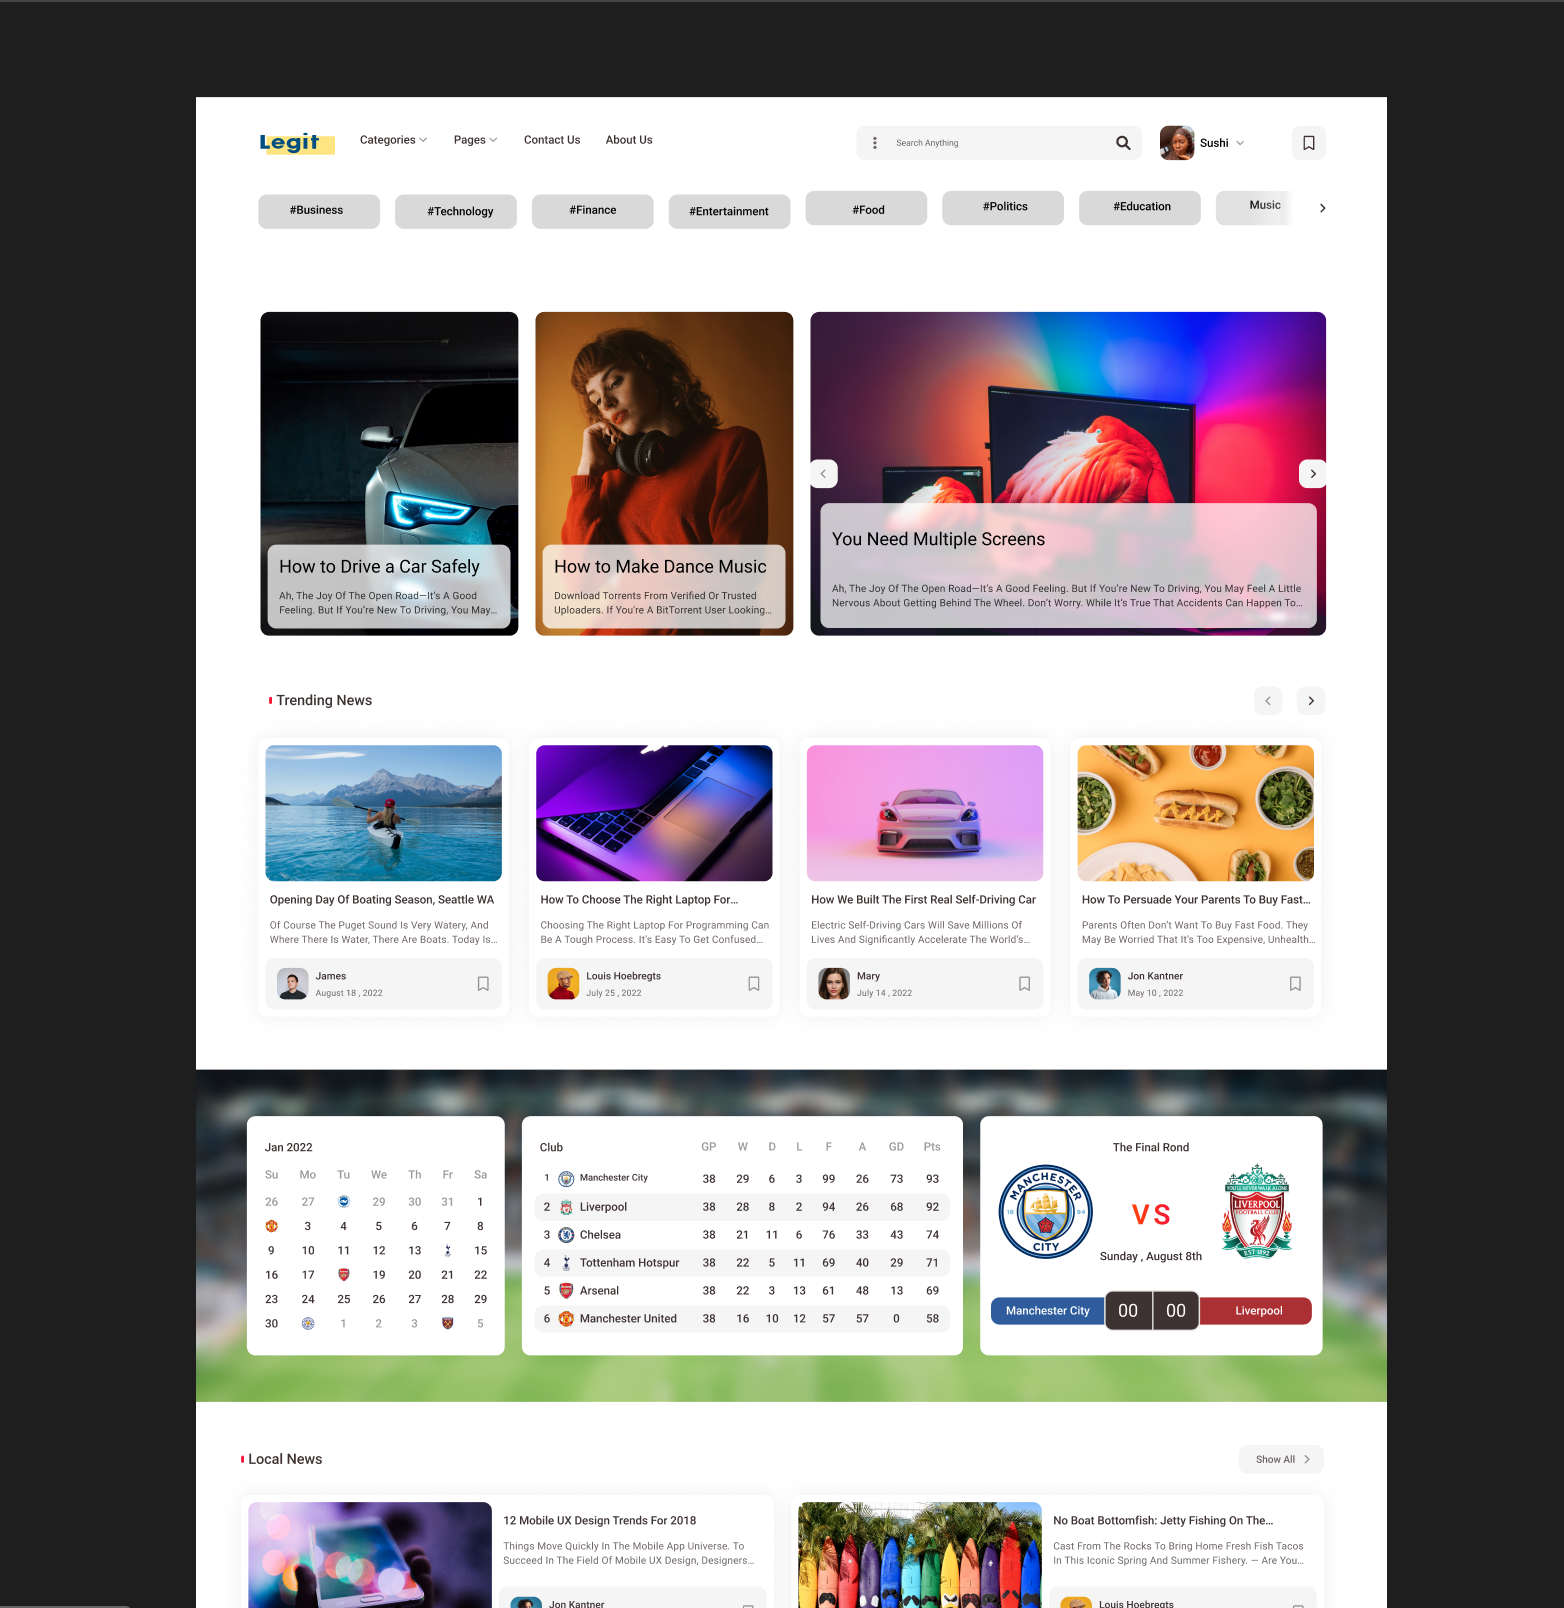 Legit
Categories Pages Contact Us About Us
Search Anything
Sushi
#Business #Technology #Finance #Entertainment #Food #Politics #Education Music
How to Drive a Car Safely
Ah, The Joy Of The Open Road—It's A Good
Feeling. But If You're New To Driving, You May...
How to Make Dance Music
Download Torrents From Verified Or Trusted
Uploaders. If You're A BitTorrent User Looking...
You Need Multiple Screens
Ah, The Joy Of The Open Road—It's A Good Feeling. But If You're New To Driving, You May Feel A Little
Nervous About Getting Behind The Wheel. Don't Worry. While It's True That Accidents Can Happen To...
Trending News
Opening Day Of Boating Season, Seattle WA
Of Course The Puget Sound Is Very Watery, And
Where There Is Water, There Are Boats. Today Is...
James
August 18 , 2022
How To Choose The Right Laptop For...
Choosing The Right Laptop For Programming Can
Be A Tough Process. It's Easy To Get Confused...
Louis Hoebregts
July 25 , 2022
How We Built The First Real Self-Driving Car
Electric Self-Driving Cars Will Save Millions Of
Lives And Significantly Accelerate The World's...
Mary
July 14 , 2022
How To Persuade Your Parents To Buy Fast...
Parents Often Don't Want To Buy Fast Food. They
May Be Worried That It's Too Expensive, Unhealth...
Jon Kantner
May 10 , 2022
Jan 2022
Su Mo Tu We Th Fr Sa
26 27 29 30 31 1
3 4 5 6 7 8
9 10 11 12 13 15
16 17 19 20 21 22
23 24 25 26 27 28 29
30 1 2 3 5
Club GP W D L F A GD Pts
1 Manchester City 38 29 6 3 99 26 73 93
2 Liverpool 38 28 8 2 94 26 68 92
3 Chelsea 38 21 11 6 76 33 43 74
4 Tottenham Hotspur 38 22 5 11 69 40 29 71
5 Arsenal 38 22 3 13 61 48 13 69
6 Manchester United 38 16 10 12 57 57 0 58
The Final Rond
MANCHESTER
18 94
CITY
VS
YOU'LL NEVER WALK ALONE
LIVERPOOL
FOOTBALL CLUB
EST·1892
Sunday , August 8th
Manchester City 00 00 Liverpool
Local News
Show All
12 Mobile UX Design Trends For 2018
Things Move Quickly In The Mobile App Universe. To
Succeed In The Field Of Mobile UX Design, Designers...
Jon Kantner
No Boat Bottomfish: Jetty Fishing On The...
Cast From The Rocks To Bring Home Fresh Fish Tacos
In This Iconic Spring And Summer Fishery. — Are You...
Louis Hoebregts